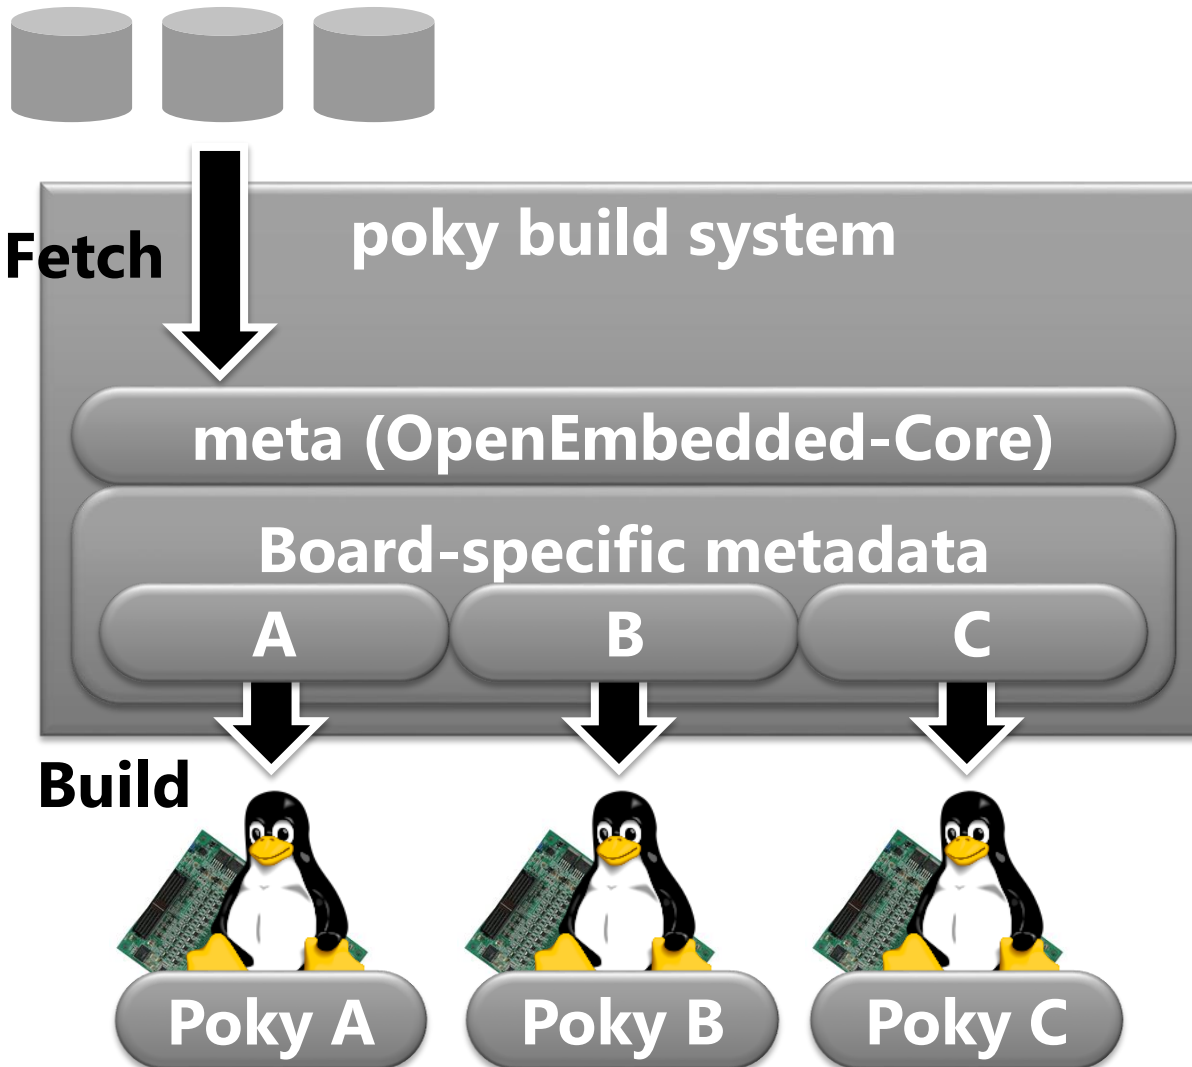 poky build system
Fetch
meta (OpenEmbedded-Core)
Board-specific metadata
A
B
C
Build
Poky A
Poky B
Poky C